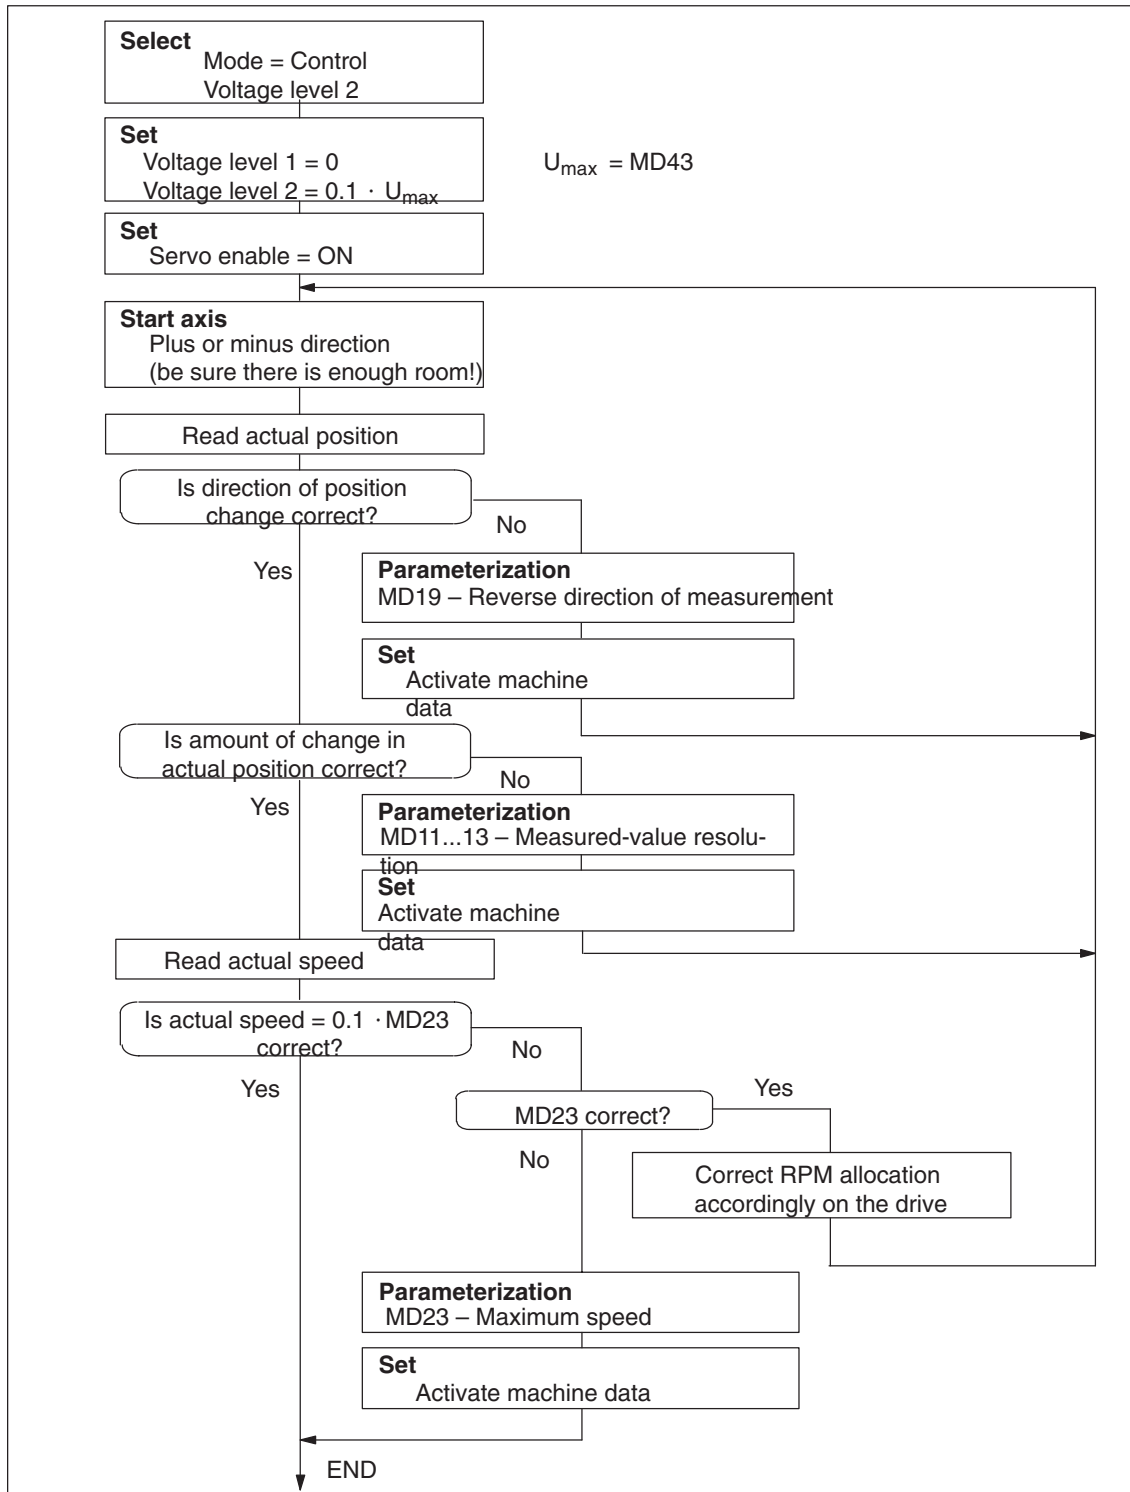 Select
Mode = Control
Voltage level 2
Set
Voltage level 1 = 0
Voltage level 2 = 0.1 · Umax
Umax = MD43
Set
Servo enable = ON
Start axis
Plus or minus direction
(be sure there is enough room!)
Read actual position
Is direction of position
change correct?
No
Yes
Parameterization
MD19 – Reverse direction of measurement
Set
Activate machine
data
Is amount of change in
actual position correct?
No
Yes
Parameterization
MD11...13 – Measured-value resolu-
tion
Set
Activate machine
data
Read actual speed
Is actual speed = 0.1 · MD23
correct?
No
Yes
Yes
MD23 correct?
No
Correct RPM allocation
accordingly on the drive
Parameterization
MD23 – Maximum speed
Set
Activate machine data
END